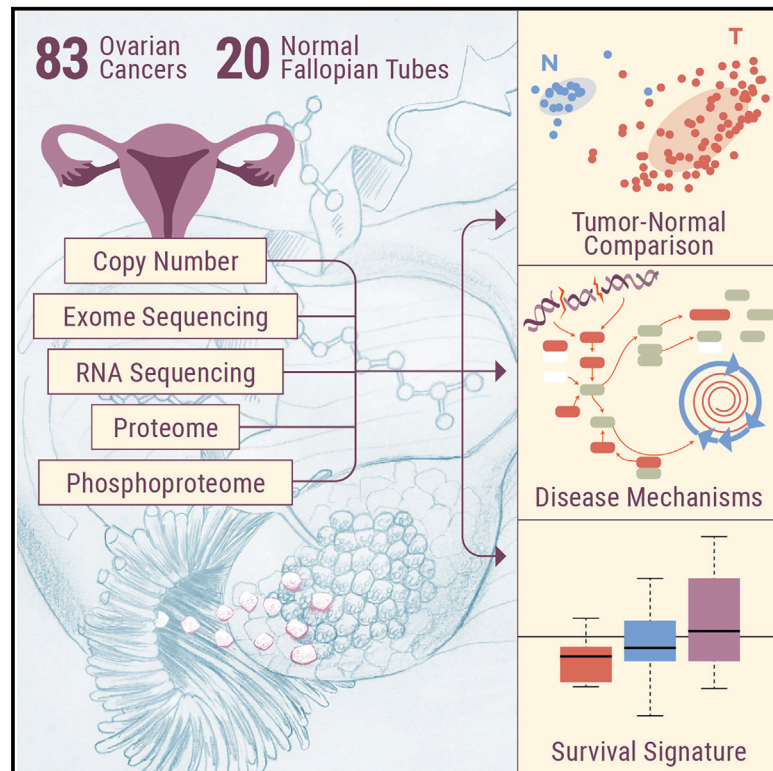 83 Ovarian Cancers
20 Normal Fallopian Tubes
Copy Number
Exome Sequencing
RNA Sequencing
Proteome
Phosphoproteome
N
T
Tumor-Normal
Comparison
Disease Mechanisms
Survival Signature